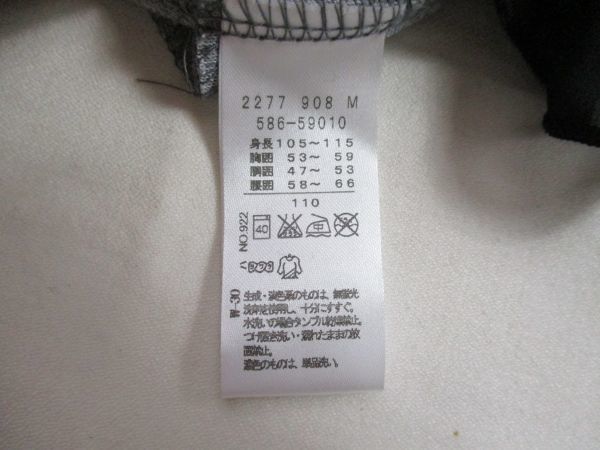 2277 908 M
586-59010
身長 105〜115
胸囲 53〜 59
胴囲 47〜 53
腰囲 58〜 66
110
NO.922
40
W-30
生成・淡色系のものは、無蛍光
洗剤を使用し、十分にすすぐ。
水洗いの場合タンブル乾燥禁止。
つけ置き洗い・濡れたままの放
置禁止。
濃色のものは、単品洗い。